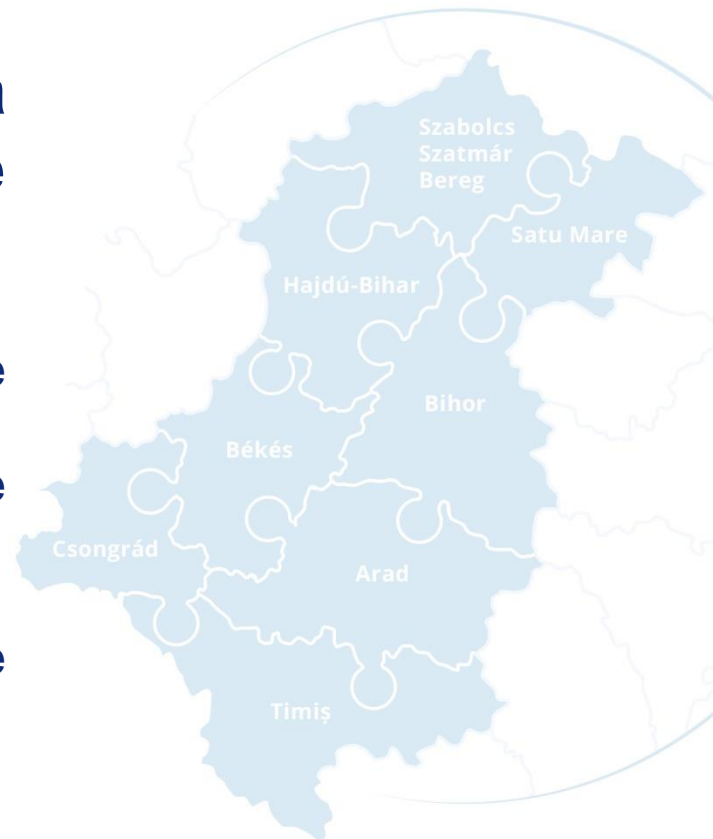 a
e
Szabolcs
Szatmár
Bereg
Satu Mare
Hajdú-Bihar
e
Bihor
Békés
e
Csongrád
Arad
e
Timiș